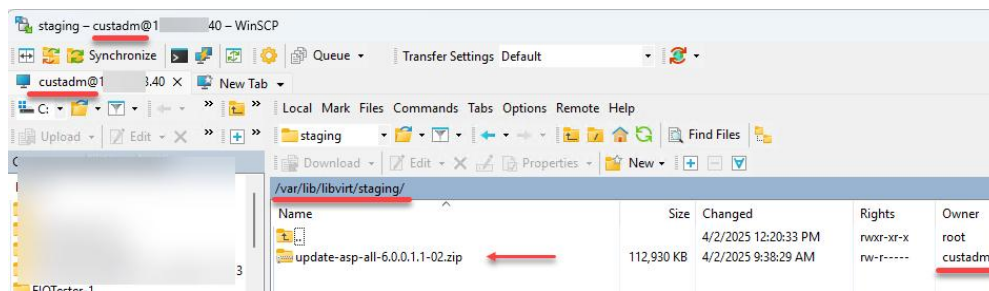 staging – custadm@1 40 – WinSCP
Synchronize Queue Transfer Settings Default
custadm@1 3.40 × New Tab
C: Local Mark Files Commands Tabs Options Remote Help
Upload Edit staging Find Files
Download Edit Properties New
/var/lib/libvirt/staging/
Name Size Changed Rights Owner
.. 4/2/2025 12:20:33 PM rwxr-xr-x root
update-asp-all-6.0.0.1.1-02.zip 112,930 KB 4/2/2025 9:38:29 AM rw-r----- custadm
3